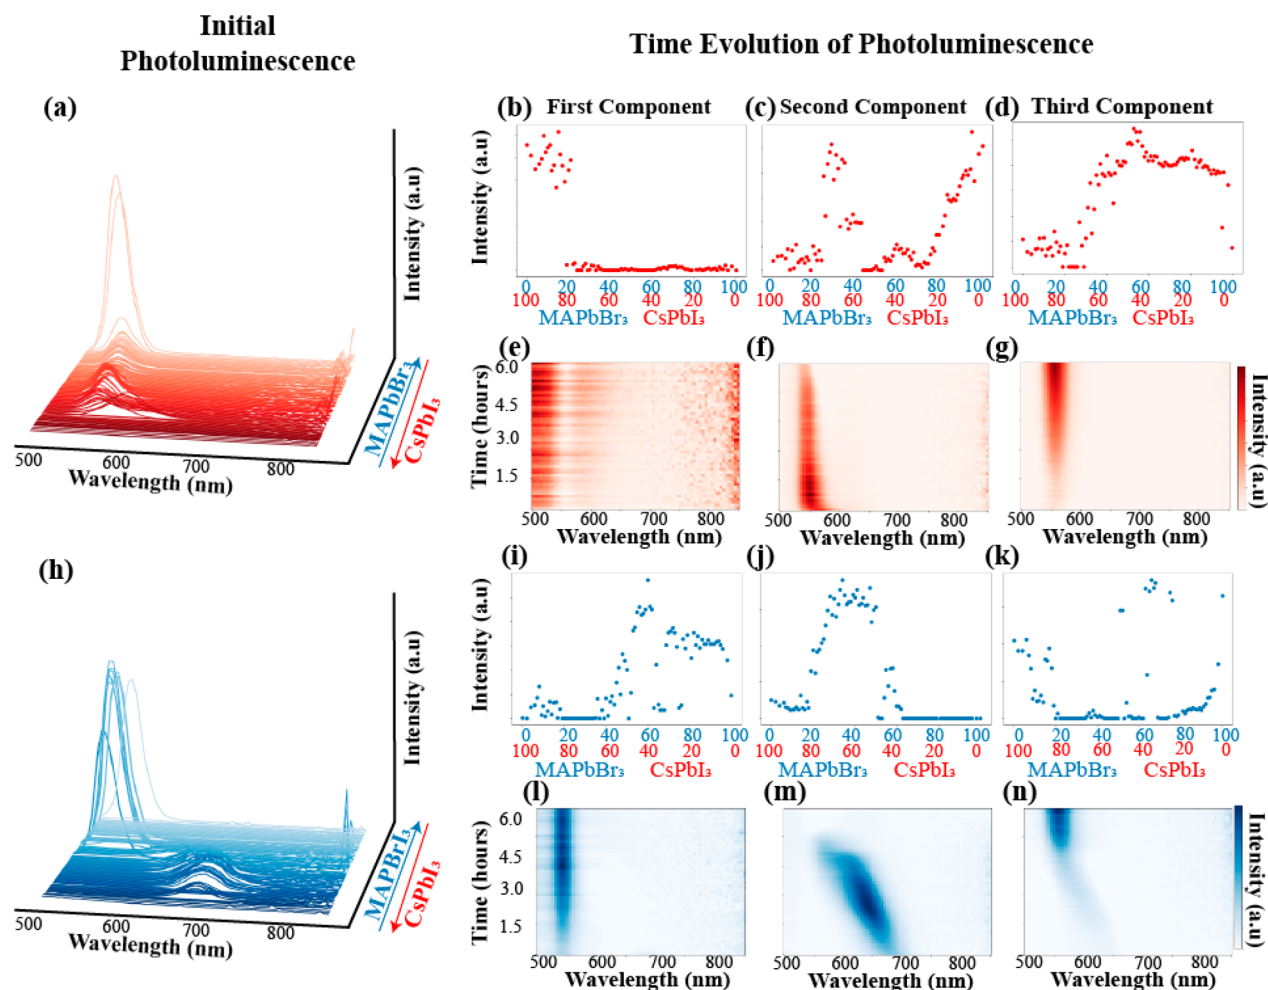 Initial
Photoluminescence
Time Evolution of Photoluminescence
(a)
Intensity (a.u)
MAPbBr₃
CsPbI₃
500 600 700 800
Wavelength (nm)
(b) First Component
(c) Second Component
(d) Third Component
Intensity (a.u)
0 20 40 60 80 100
100 80 60 40 20 0
MAPbBr₃ CsPbI₃
0 20 40 60 80 100
100 80 60 40 20 0
MAPbBr₃ CsPbI₃
0 20 40 60 80 100
100 80 60 40 20 0
MAPbBr₃ CsPbI₃
(e)
(f)
(g)
Time (hours)
6.0
4.5
3.0
1.5
500 600 700 800
Wavelength (nm)
500 600 700 800
Wavelength (nm)
500 600 700 800
Wavelength (nm)
Intensity (a.u)
(h)
Intensity (a.u)
MAPbBrI₃
CsPbI₃
500 600 700 800
Wavelength (nm)
(i)
(j)
(k)
Intensity (a.u)
0 20 40 60 80 100
100 80 60 40 20 0
MAPbBr₃ CsPbI₃
0 20 40 60 80 100
100 80 60 40 20 0
MAPbBr₃ CsPbI₃
0 20 40 60 80 100
100 80 60 40 20 0
MAPbBr₃ CsPbI₃
(l)
(m)
(n)
Time (hours)
6.0
4.5
3.0
1.5
500 600 700 800
Wavelength (nm)
500 600 700 800
Wavelength (nm)
500 600 700 800
Wavelength (nm)
Intensity (a.u)